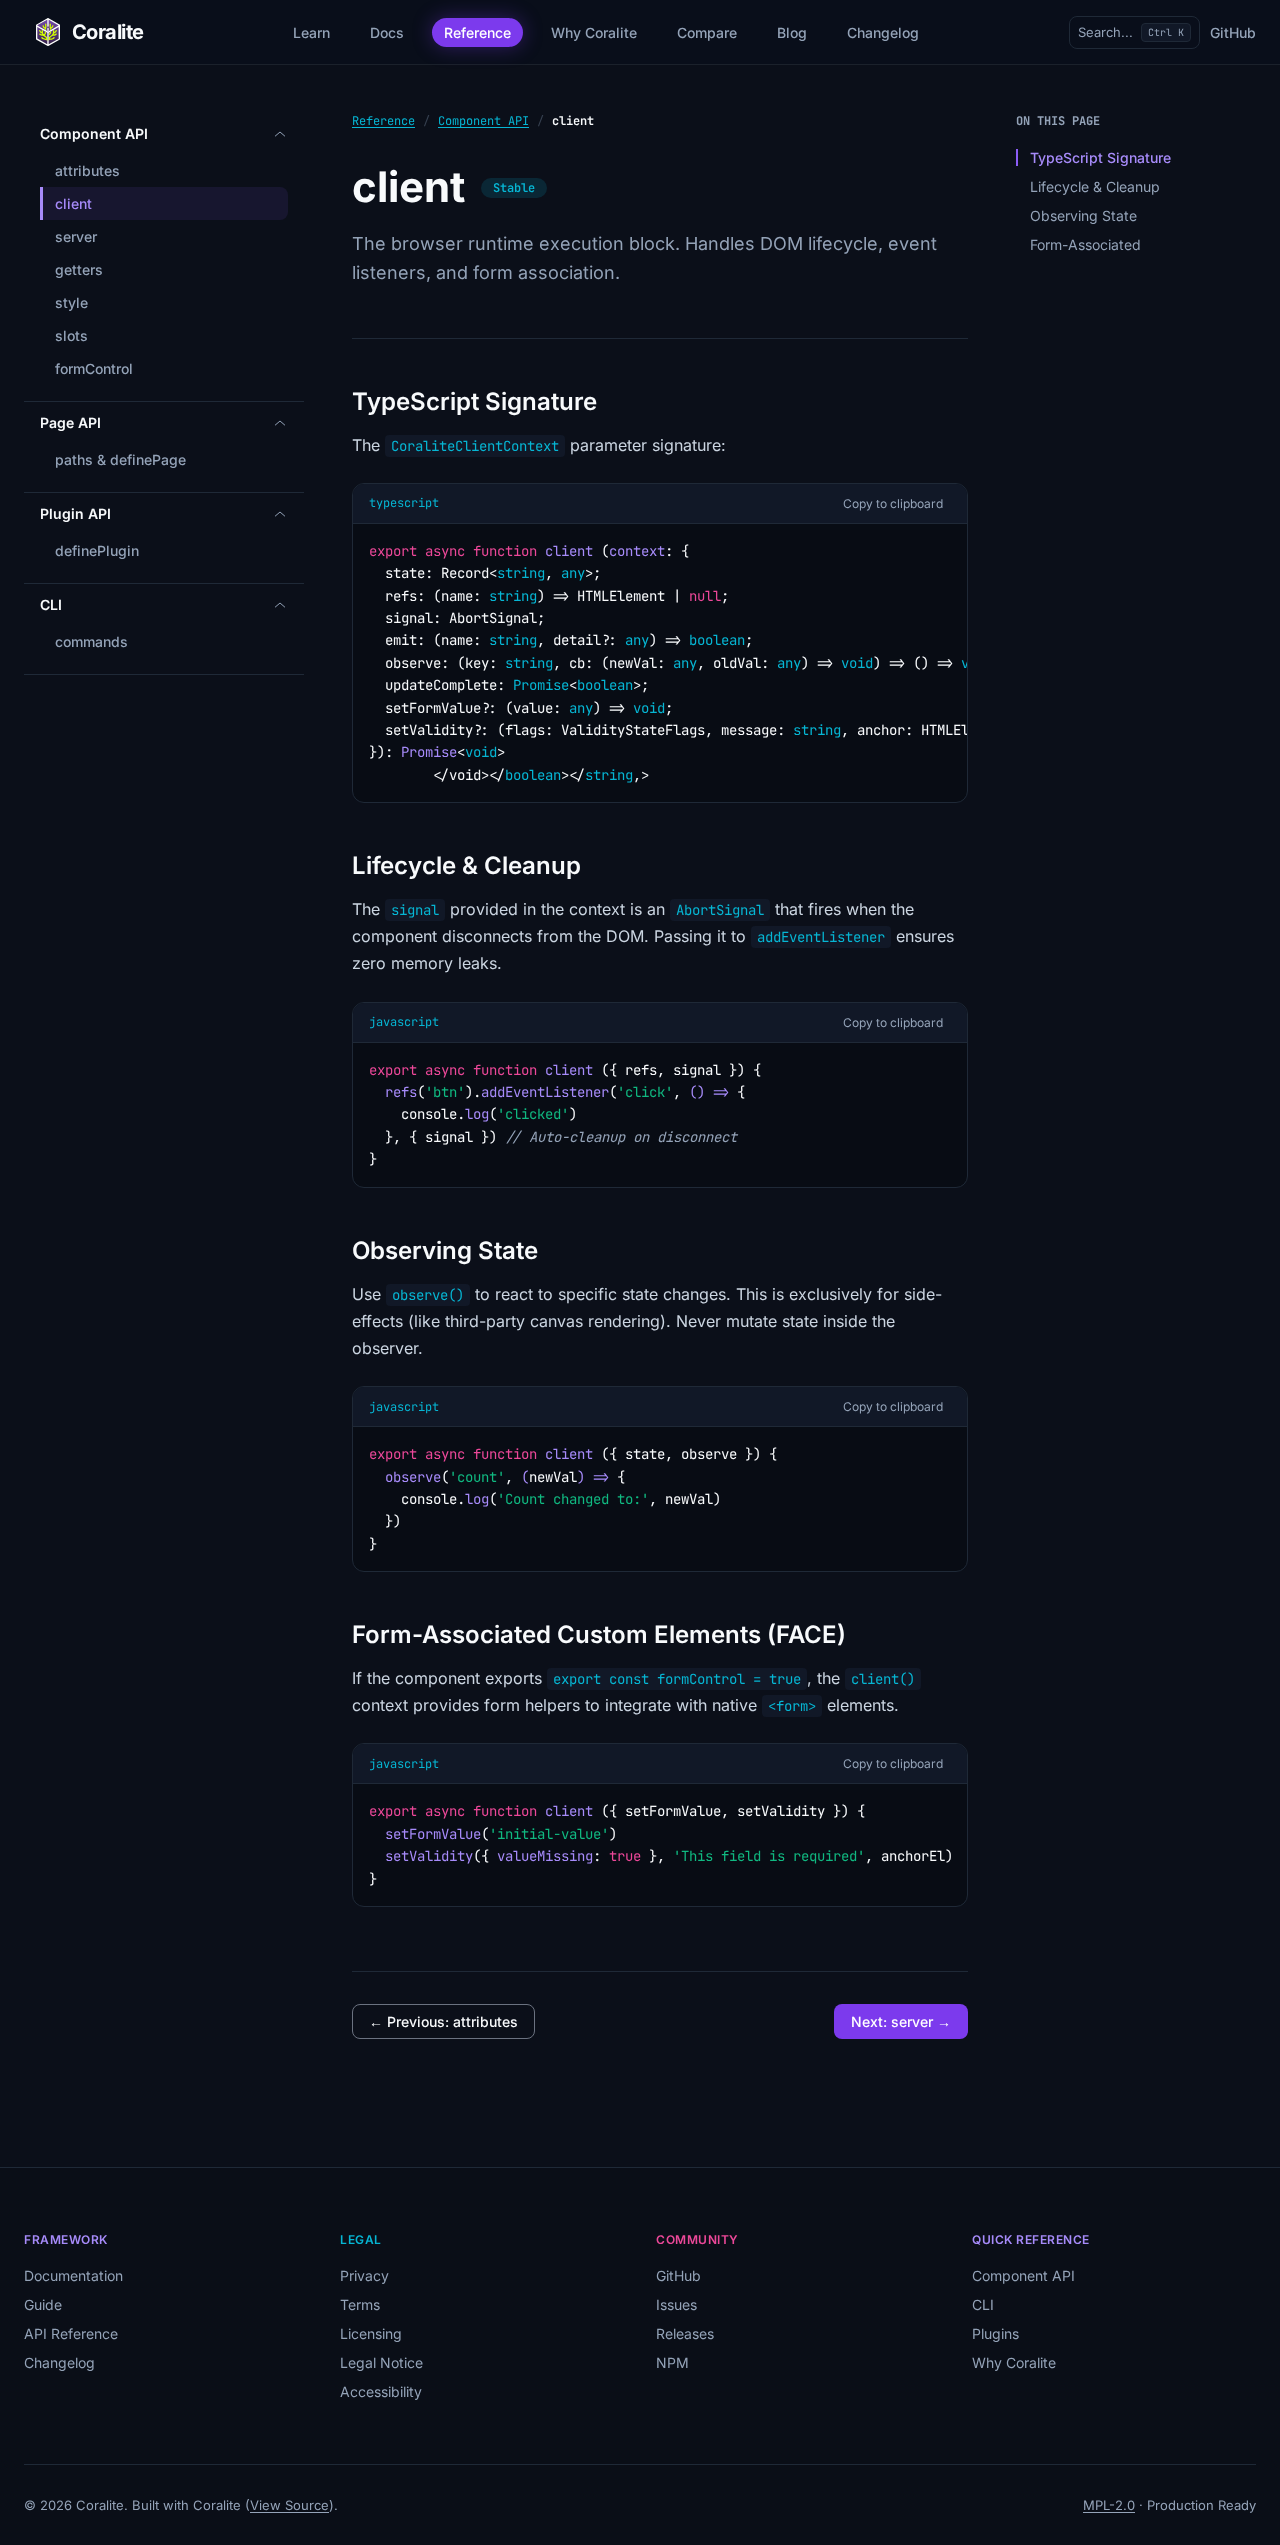 Coralite
Learn
Docs
Reference
Why Coralite
Compare
Blog
Changelog
Search...
Ctrl K
GitHub
Component API
attributes
client
server
getters
style
slots
formControl
Page API
paths & definePage
Plugin API
definePlugin
CLI
commands
Reference / Component API / client
client Stable
The browser runtime execution block. Handles DOM lifecycle, event
listeners, and form association.
TypeScript Signature
The CoraliteClientContext parameter signature:
typescript
Copy to clipboard
export async function client (context: {
  state: Record<string, any>;
  refs: (name: string) => HTMLElement | null;
  signal: AbortSignal;
  emit: (name: string, detail?: any) => boolean;
  observe: (key: string, cb: (newVal: any, oldVal: any) => void) => () => v
  updateComplete: Promise<boolean>;
  setFormValue?: (value: any) => void;
  setValidity?: (flags: ValidityStateFlags, message: string, anchor: HTMLEl
}): Promise<void>
        </void></boolean></string,>
Lifecycle & Cleanup
The signal provided in the context is an AbortSignal that fires when the
component disconnects from the DOM. Passing it to addEventListener ensures
zero memory leaks.
javascript
Copy to clipboard
export async function client ({ refs, signal }) {
  refs('btn').addEventListener('click', () => {
    console.log('clicked')
  }, { signal }) // Auto-cleanup on disconnect
}
Observing State
Use observe() to react to specific state changes. This is exclusively for side-
effects (like third-party canvas rendering). Never mutate state inside the
observer.
javascript
Copy to clipboard
export async function client ({ state, observe }) {
  observe('count', (newVal) => {
    console.log('Count changed to:', newVal)
  })
}
Form-Associated Custom Elements (FACE)
If the component exports export const formControl = true, the client()
context provides form helpers to integrate with native <form> elements.
javascript
Copy to clipboard
export async function client ({ setFormValue, setValidity }) {
  setFormValue('initial-value')
  setValidity({ valueMissing: true }, 'This field is required', anchorEl)
}
← Previous: attributes
Next: server →
ON THIS PAGE
TypeScript Signature
Lifecycle & Cleanup
Observing State
Form-Associated
FRAMEWORK
Documentation
Guide
API Reference
Changelog
LEGAL
Privacy
Terms
Licensing
Legal Notice
Accessibility
COMMUNITY
GitHub
Issues
Releases
NPM
QUICK REFERENCE
Component API
CLI
Plugins
Why Coralite
© 2026 Coralite. Built with Coralite (View Source).
MPL-2.0 · Production Ready